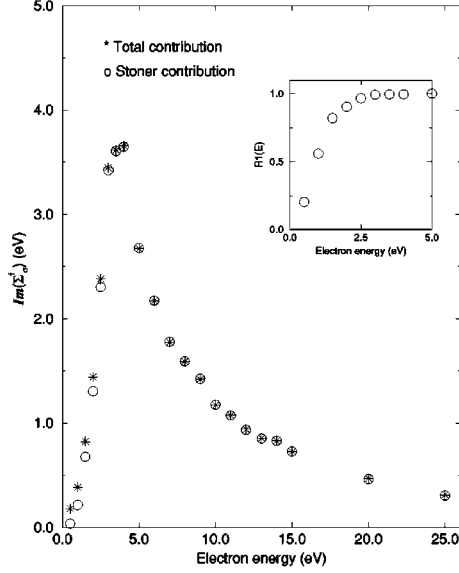 5.0
* Total contribution
o Stoner contribution
4.0
3.0
2.0
1.0
0.0
Im(Σ↓σ) (eV)
0.0 5.0 10.0 15.0 20.0 25.0
Electron energy (eV)
1.0
0.5
0.0
R1(E)
0.0 2.5 5.0
Electron energy (eV)